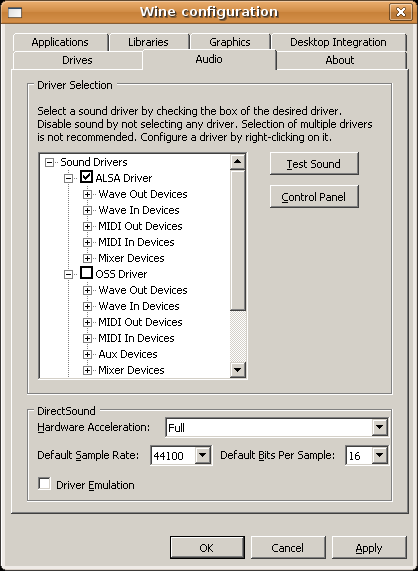 Wine configuration
Applications Libraries Graphics Desktop Integration
Drives Audio About
Driver Selection
Select a sound driver by checking the box of the desired driver.
Disable sound by not selecting any driver. Selection of multiple drivers
is not recommended. Configure a driver by right-clicking on it.
Sound Drivers
ALSA Driver
Wave Out Devices
Wave In Devices
MIDI Out Devices
MIDI In Devices
Mixer Devices
OSS Driver
Wave Out Devices
Wave In Devices
MIDI Out Devices
MIDI In Devices
Aux Devices
Mixer Devices
Test Sound
Control Panel
DirectSound
Hardware Acceleration: Full
Default Sample Rate: 44100 Default Bits Per Sample: 16
Driver Emulation
OK Cancel Apply